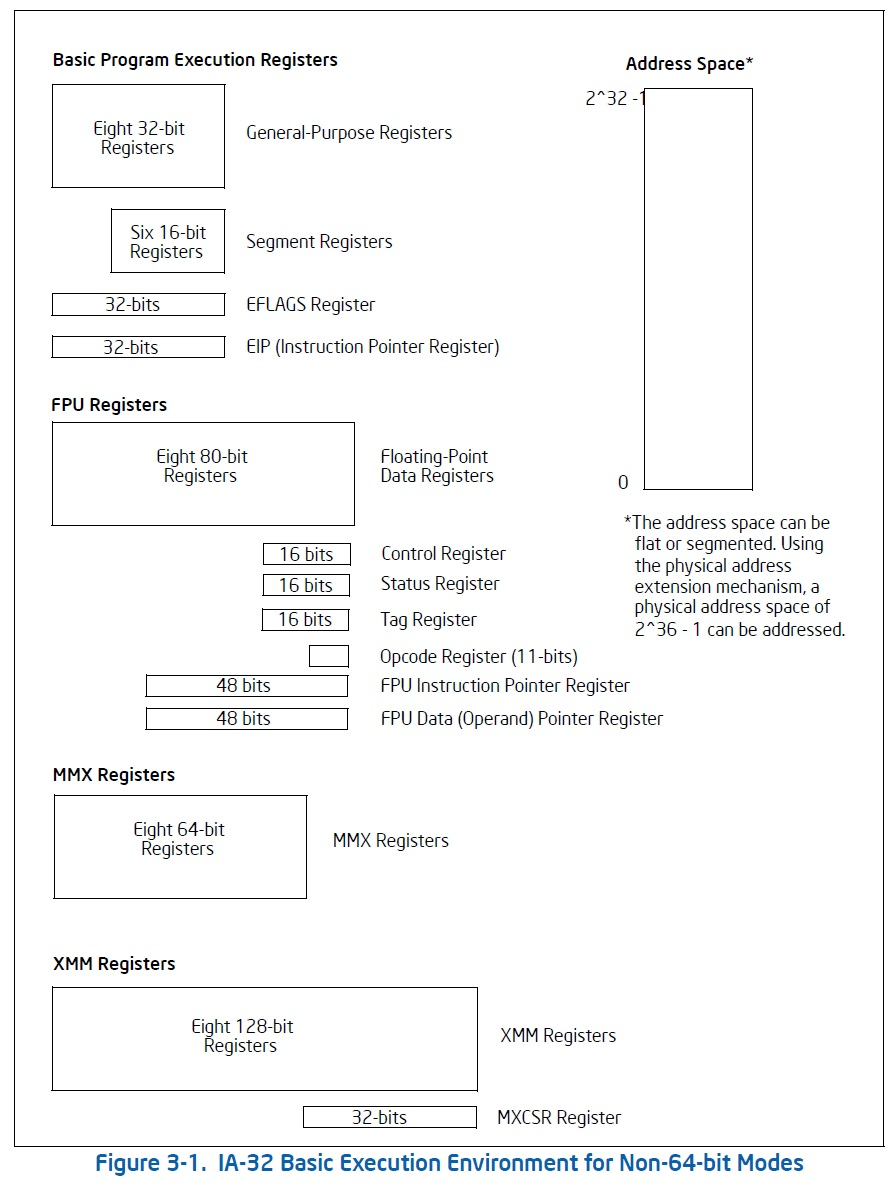 Basic Program Execution Registers
Address Space*
2^32 -1
Eight 32-bit
Registers
General-Purpose Registers
Six 16-bit
Registers
Segment Registers
32-bits
EFLAGS Register
32-bits
EIP (Instruction Pointer Register)
FPU Registers
Eight 80-bit
Registers
Floating-Point
Data Registers
0
*The address space can be
flat or segmented. Using
the physical address
extension mechanism, a
physical address space of
2^36 - 1 can be addressed.
16 bits
Control Register
16 bits
Status Register
16 bits
Tag Register
Opcode Register (11-bits)
48 bits
FPU Instruction Pointer Register
48 bits
FPU Data (Operand) Pointer Register
MMX Registers
Eight 64-bit
Registers
MMX Registers
XMM Registers
Eight 128-bit
Registers
XMM Registers
32-bits
MXCSR Register
Figure 3-1. IA-32 Basic Execution Environment for Non-64-bit Modes